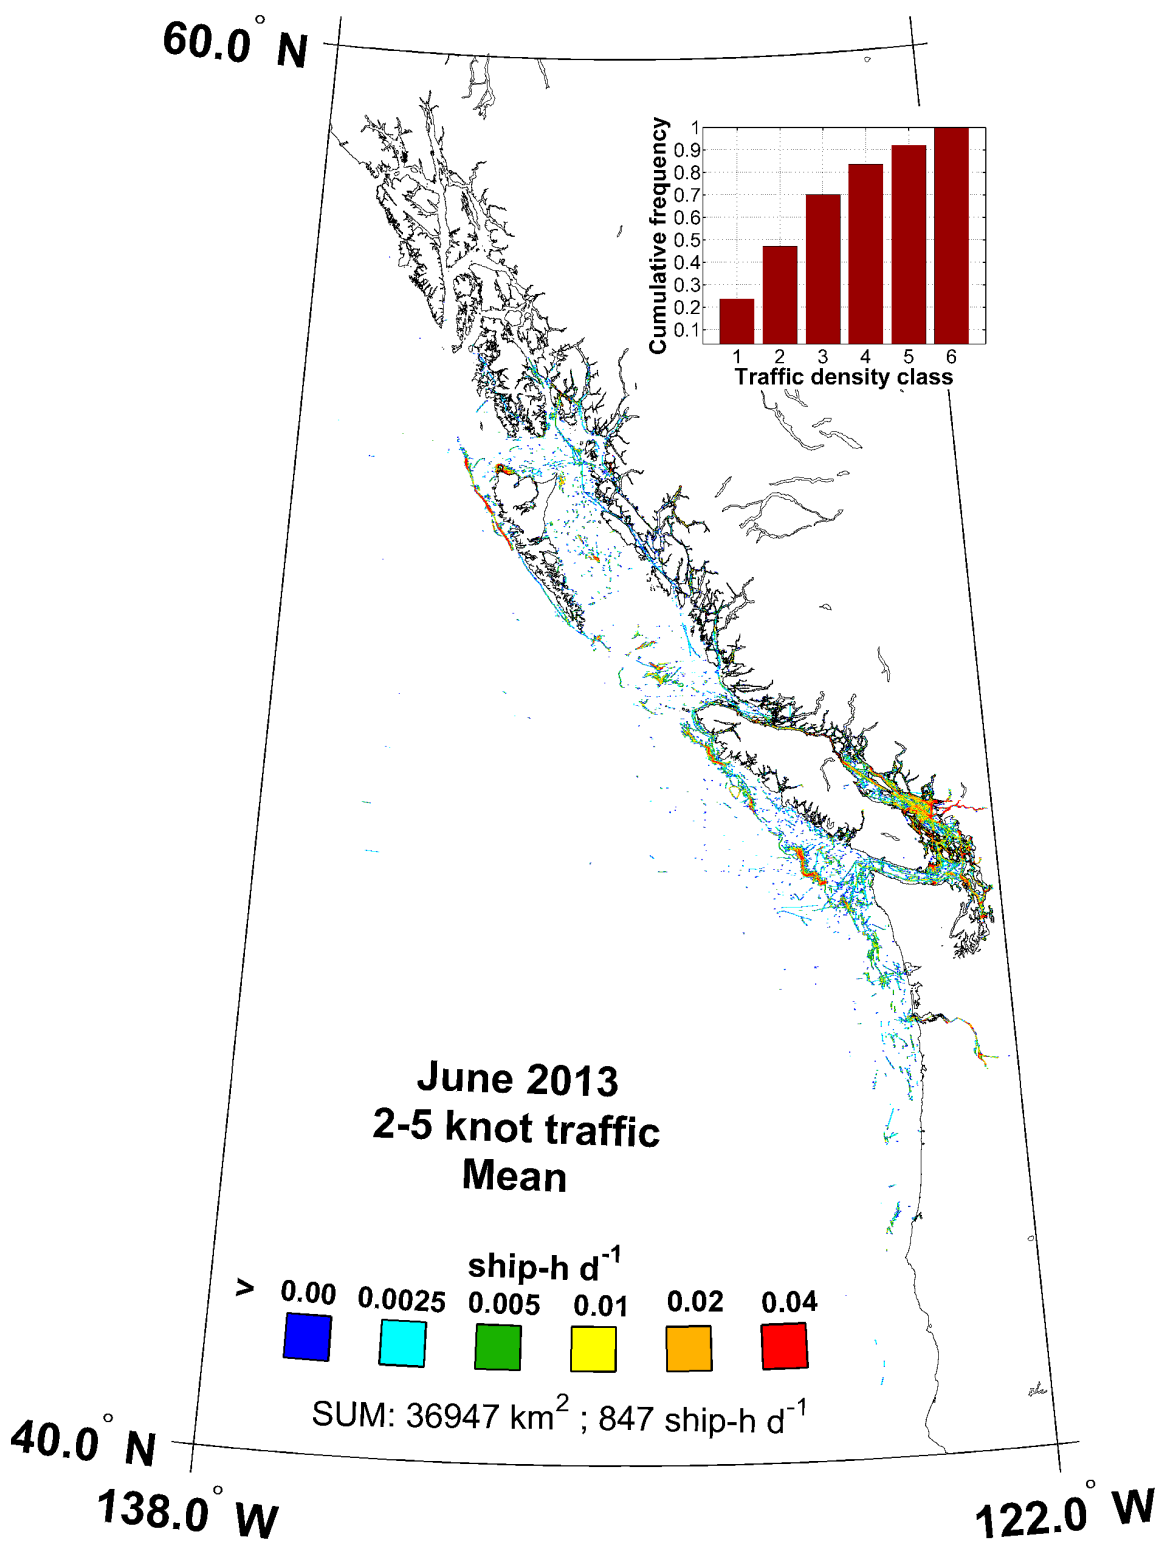 60.0° N
1
0.9
0.8
0.7
0.6
0.5
0.4
0.3
0.2
0.1
Cumulative frequency
1 2 3 4 5 6
Traffic density class
June 2013
2-5 knot traffic
Mean
ship-h d⁻¹
> 0.00 0.0025 0.005 0.01 0.02 0.04
SUM: 36947 km² ; 847 ship-h d⁻¹
40.0° N
138.0° W
122.0° W